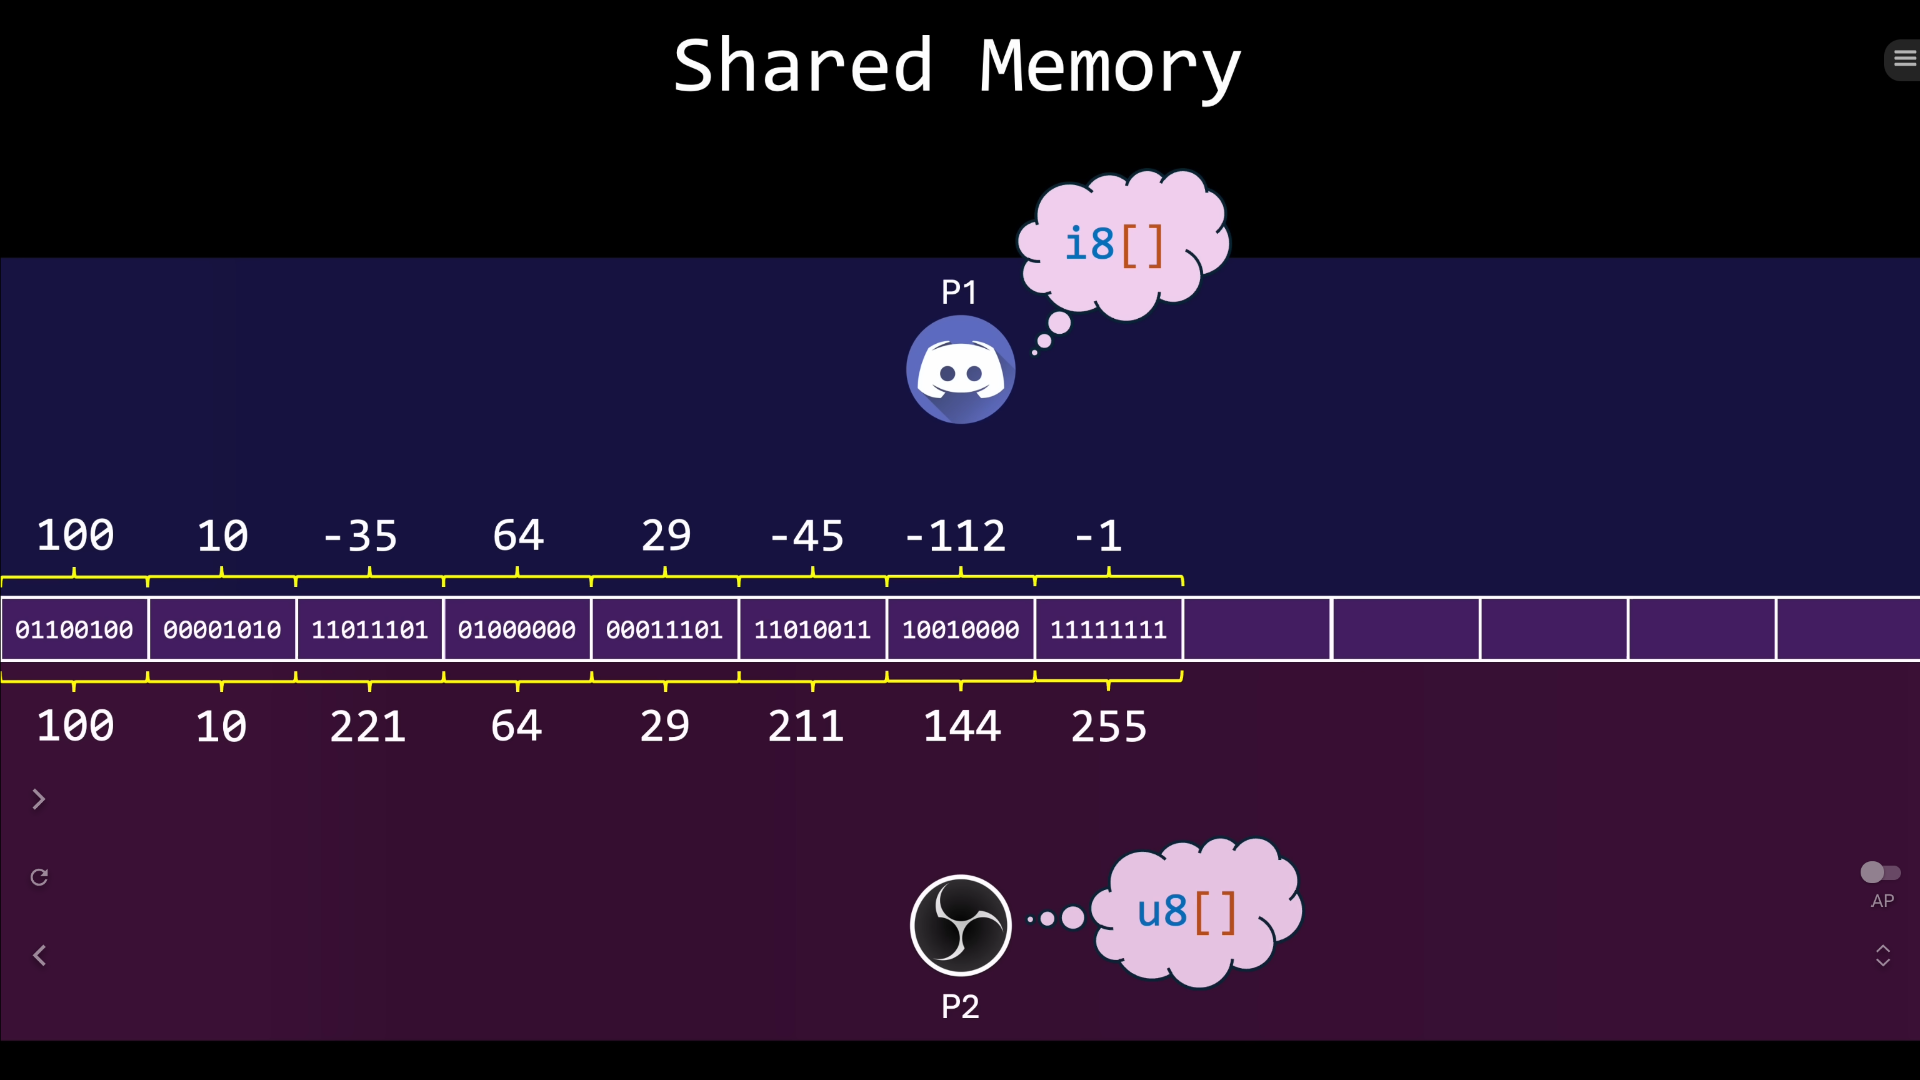 Shared Memory
i8[]
P1
100 10 -35 64 29 -45 -112 -1
01100100 00001010 11011101 01000000 00011101 11010011 10010000 11111111
100 10 221 64 29 211 144 255
AP
u8[]
P2